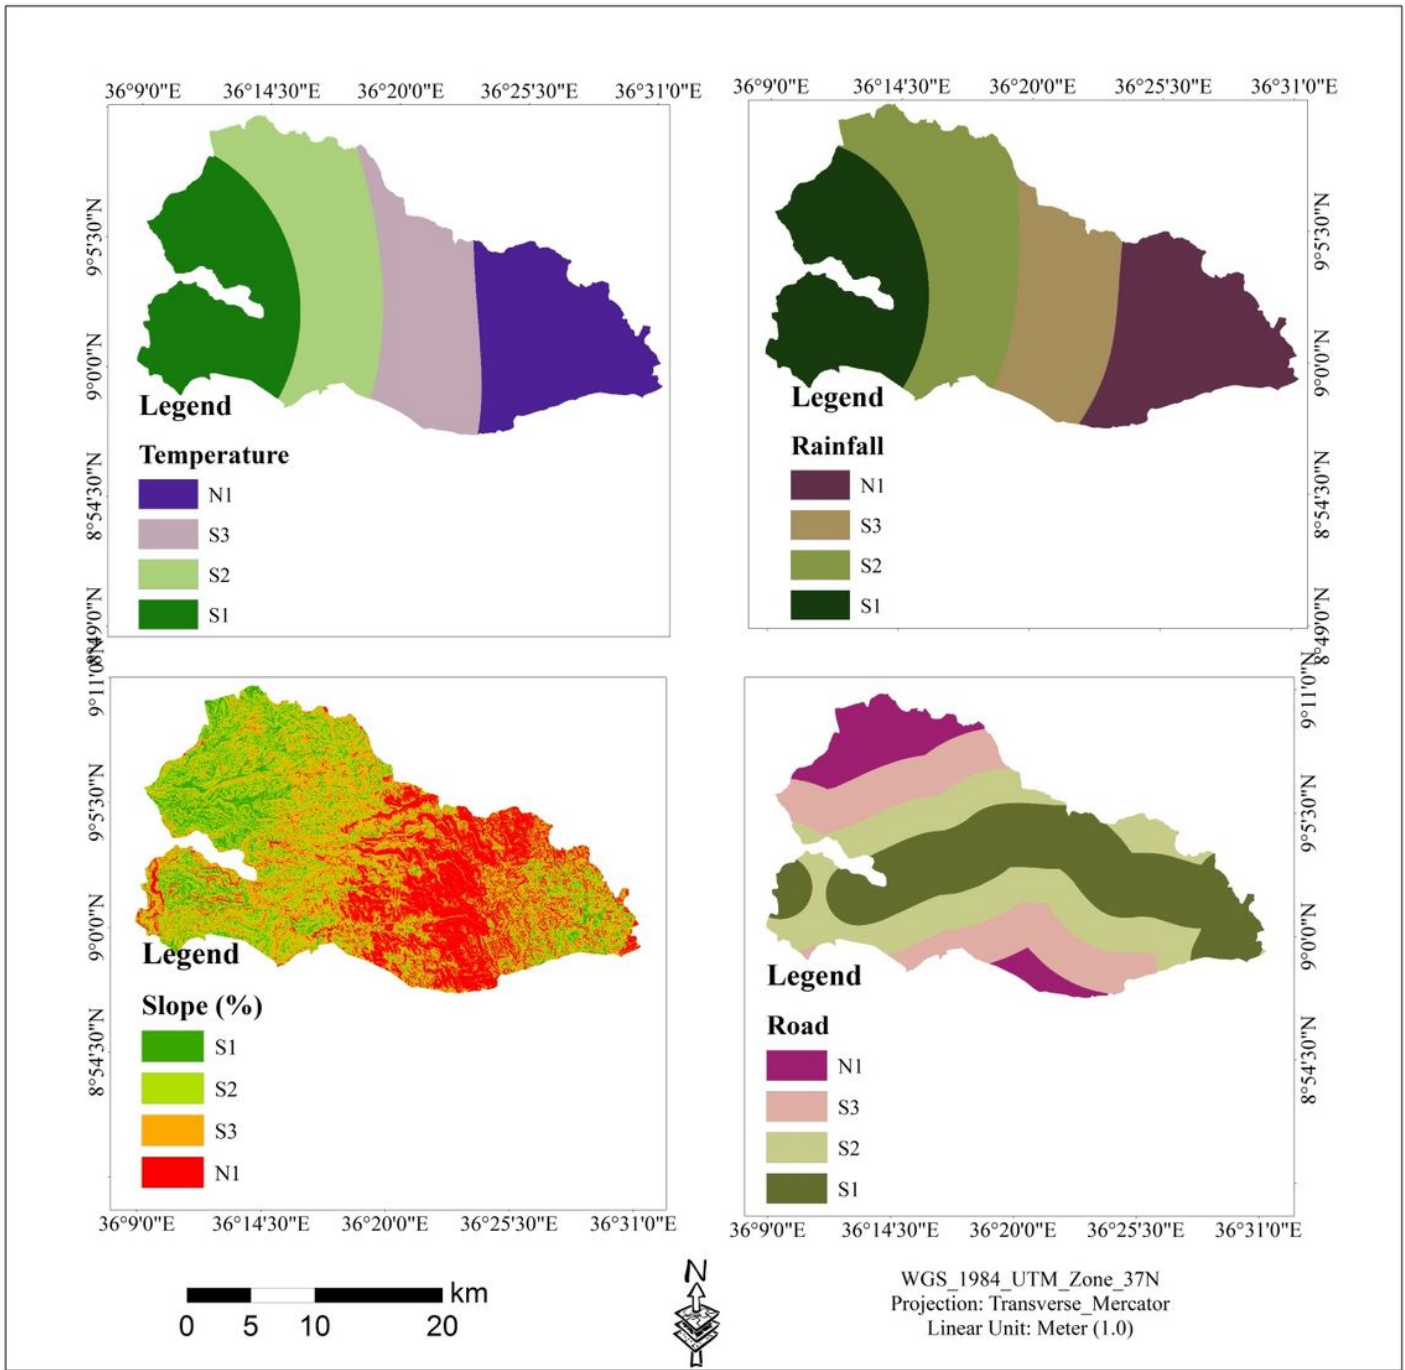 36°9'0"E 36°14'30"E 36°20'0"E 36°25'30"E 36°31'0"E
36°9'0"E 36°14'30"E 36°20'0"E 36°25'30"E 36°31'0"E
9°5'30"N
9°0'0"N
8°54'30"N
8°49'0"N
Legend
Temperature
N1
S3
S2
S1
9°5'30"N
9°0'0"N
8°54'30"N
8°49'0"N
Legend
Rainfall
N1
S3
S2
S1
9°11'0"N
9°5'30"N
9°0'0"N
8°54'30"N
Legend
Slope (%)
S1
S2
S3
N1
36°9'0"E 36°14'30"E 36°20'0"E 36°25'30"E 36°31'0"E
9°11'0"N
9°5'30"N
9°0'0"N
8°54'30"N
Legend
Road
N1
S3
S2
S1
36°9'0"E 36°14'30"E 36°20'0"E 36°25'30"E 36°31'0"E
km
0 5 10 20
N
WGS_1984_UTM_Zone_37N
Projection: Transverse_Mercator
Linear Unit: Meter (1.0)